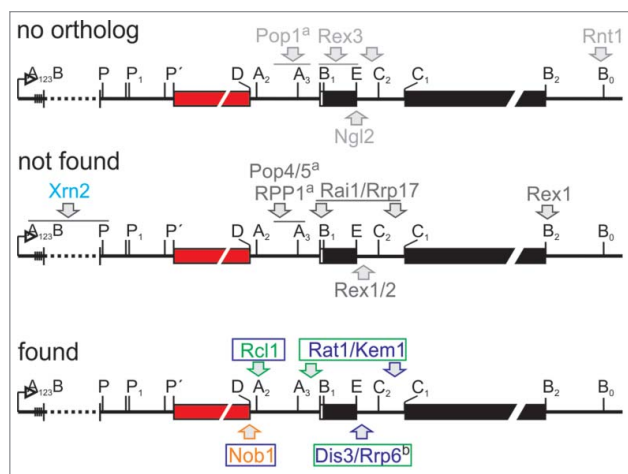 no ortholog
Pop1ᵃ Rex3 Rnt1
A₁₂₃ B P P₁ P´ D A₂ A₃ B₁ E C₂ C₁ B₂ B₀
Ngl2
not found
Pop4/5ᵃ
Xrn2 RPP1ᵃ Rai1/Rrp17 Rex1
A₁₂₃ B P P₁ P´ D A₂ A₃ B₁ E C₂ C₁ B₂ B₀
Rex1/2
found
Rcl1 Rat1/Kem1
A₁₂₃ B P P₁ P´ D A₂ A₃ B₁ E C₂ C₁ B₂ B₀
Nob1 Dis3/Rrp6ᵇ